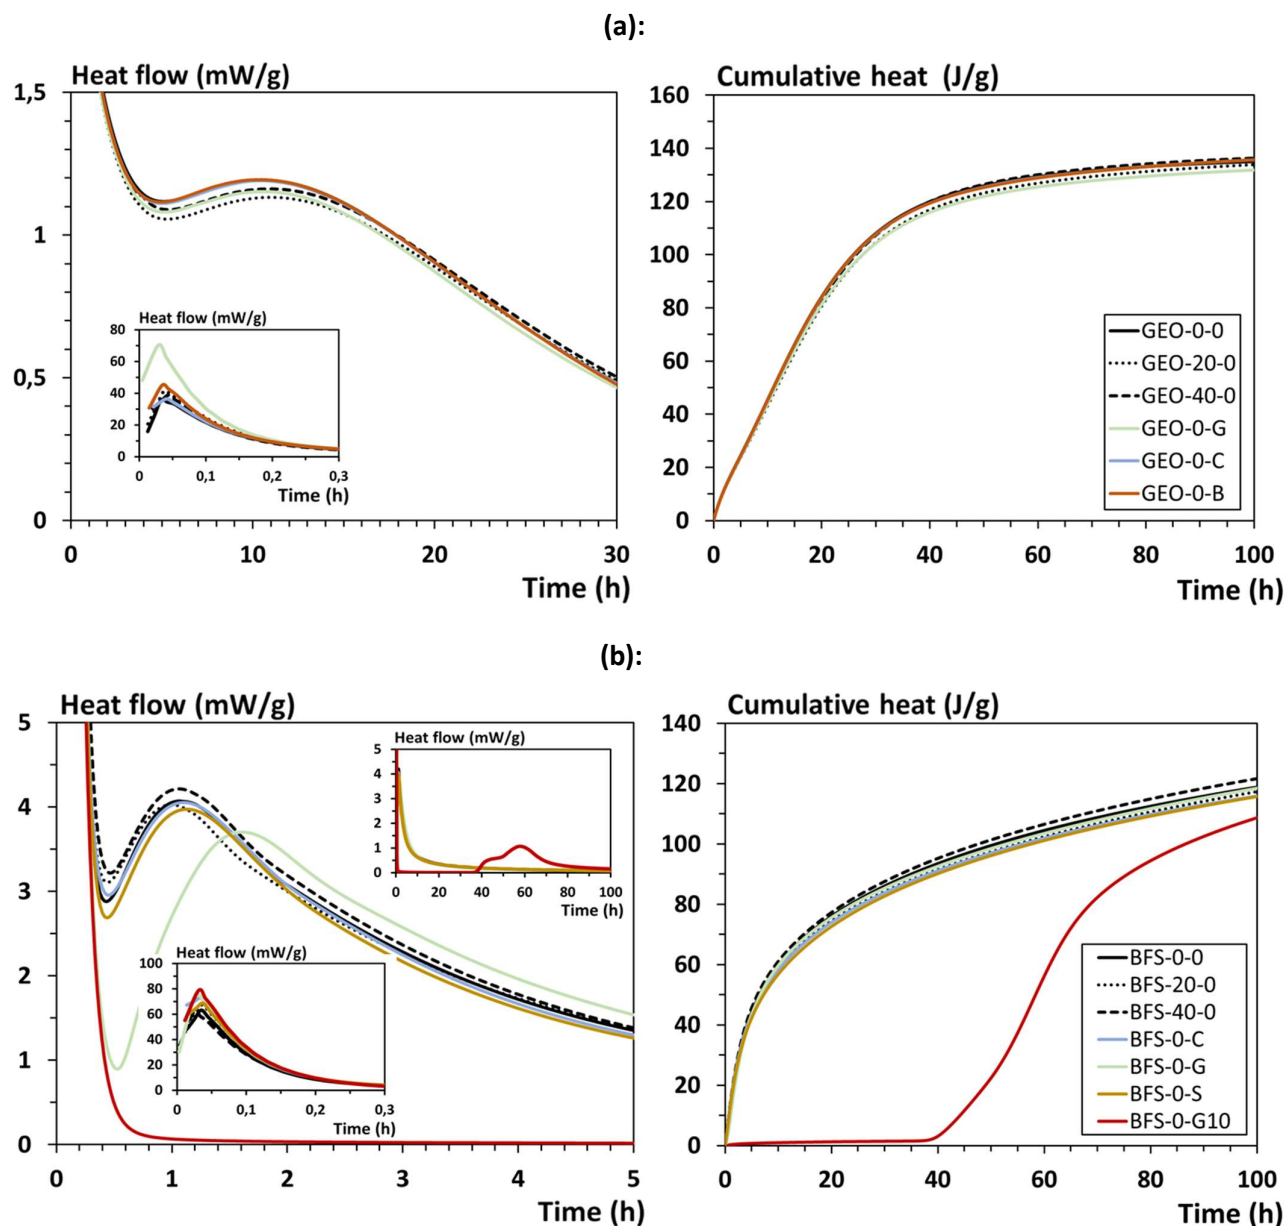 (a):
Heat flow (mW/g)
1,5
1
0,5
0
0 10 20 30
Time (h)
Heat flow (mW/g)
80
60
40
20
0
0 0,1 0,2 0,3
Time (h)
Cumulative heat (J/g)
160
140
120
100
80
60
40
20
0
0 20 40 60 80 100
Time (h)
GEO-0-0
GEO-20-0
GEO-40-0
GEO-0-G
GEO-0-C
GEO-0-B
(b):
Heat flow (mW/g)
5
4
3
2
1
0
0 1 2 3 4 5
Time (h)
Heat flow (mW/g)
5
4
3
2
1
0
0 20 40 60 80 100
Time (h)
Heat flow (mW/g)
100
80
60
40
20
0
0 0,1 0,2 0,3
Time (h)
Cumulative heat (J/g)
140
120
100
80
60
40
20
0
0 20 40 60 80 100
Time (h)
BFS-0-0
BFS-20-0
BFS-40-0
BFS-0-C
BFS-0-G
BFS-0-S
BFS-0-G10